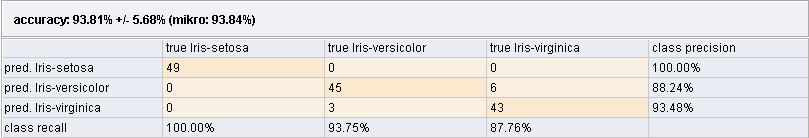 accuracy: 93.81% +/- 5.68% (mikro: 93.84%)
true Iris-setosa true Iris-versicolor true Iris-virginica class precision
pred. Iris-setosa 49 0 0 100.00%
pred. Iris-versicolor 0 45 6 88.24%
pred. Iris-virginica 0 3 43 93.48%
class recall 100.00% 93.75% 87.76%